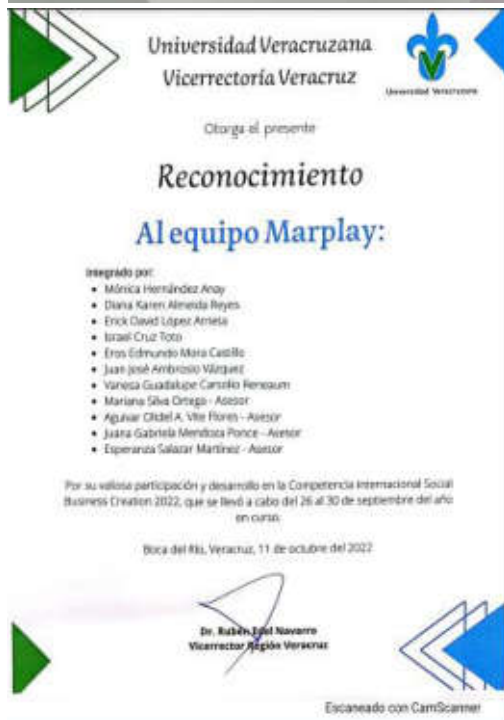 Universidad Veracruzana
Vicerrectoría Veracruz
Universidad Veracruzana
Otorga el presente
Reconocimiento
Al equipo Marplay:
Integrado por:
• Mónica Hernández Anay
• Diana Karen Almeida Reyes
• Erick David López Arrieta
• Israel Cruz Toto
• Eros Edmundo Mora Castillo
• Juan José Ambrosio Vázquez
• Vanesa Guadalupe Carsolio
• Mariana Silva Ortega - Asesor
• Aguivar A. Vite Flores - Asesor
• Juana Gabriela Mendoza Ponce - Asesor
• Esperanza Salazar Martínez - Asesor
Por su valiosa participación y desarrollo en la Competencia Internacional Social
Business Creation 2022, que se llevó a cabo del 26 al 30 de septiembre del año
en curso.
Boca del Río, Veracruz, 11 de octubre del 2022
Dr. Rubén Edel Navarro
Vicerrector Región Veracruz
Escaneado con CamScanner